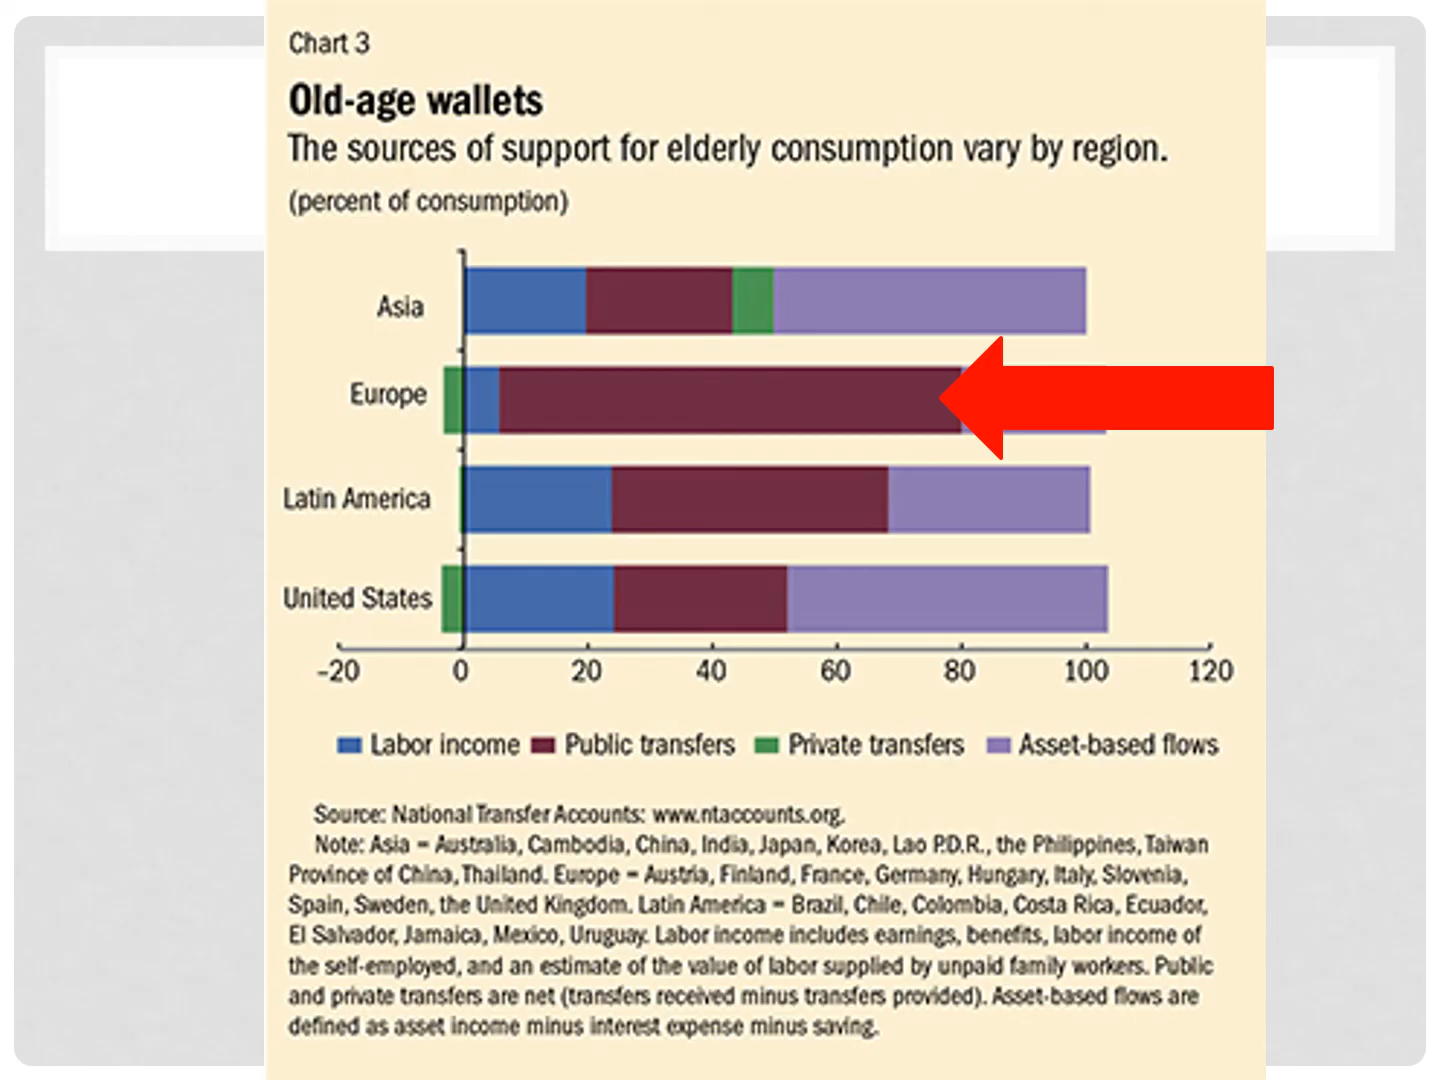 Chart 3
Old-age wallets
The sources of support for elderly consumption vary by region.
(percent of consumption)
Asia
Europe
Latin America
United States
–20 0 20 40 60 80 100 120
Labor income Public transfers Private transfers Asset-based flows
Source: National Transfer Accounts: www.ntaccounts.org.
Note: Asia = Australia, Cambodia, China, India, Japan, Korea, Lao P.D.R., the Philippines, Taiwan
Province of China, Thailand. Europe = Austria, Finland, France, Germany, Hungary, Italy, Slovenia,
Spain, Sweden, the United Kingdom. Latin America = Brazil, Chile, Colombia, Costa Rica, Ecuador,
El Salvador, Jamaica, Mexico, Uruguay. Labor income includes earnings, benefits, labor income of
the self-employed, and an estimate of the value of labor supplied by unpaid family workers. Public
and private transfers are net (transfers received minus transfers provided). Asset-based flows are
defined as asset income minus interest expense minus saving.